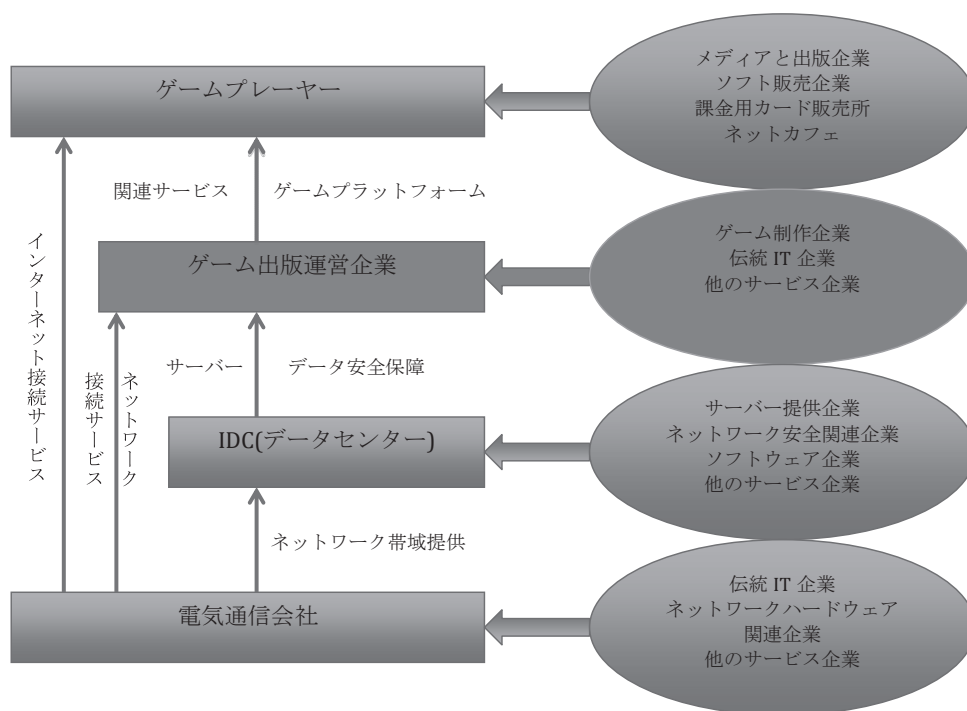 メディアと出版企業
ソフト販売企業
課金用カード販売所
ネットカフェ
ゲームプレーヤー
関連サービス
ゲームプラットフォーム
インターネット接続サービス
ゲーム制作企業
伝統 IT 企業
他のサービス企業
ゲーム出版運営企業
サーバー
データ安全保障
ネットワーク
接続サービス
サーバー提供企業
ネットワーク安全関連企業
ソフトウェア企業
他のサービス企業
IDC(データセンター)
ネットワーク帯域提供
伝統 IT 企業
ネットワークハードウェア
関連企業
他のサービス企業
電気通信会社